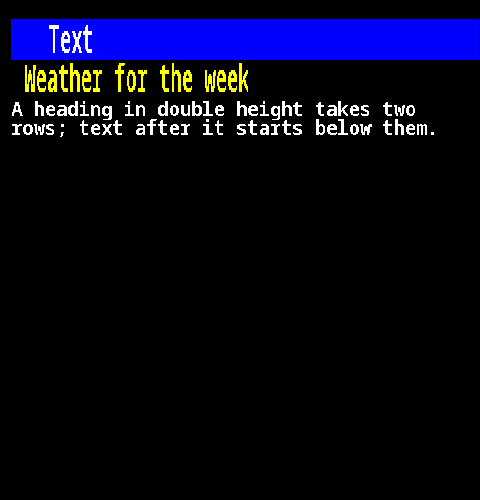 Text
Weather for the week
A heading in double height takes two
rows; text after it starts below them.